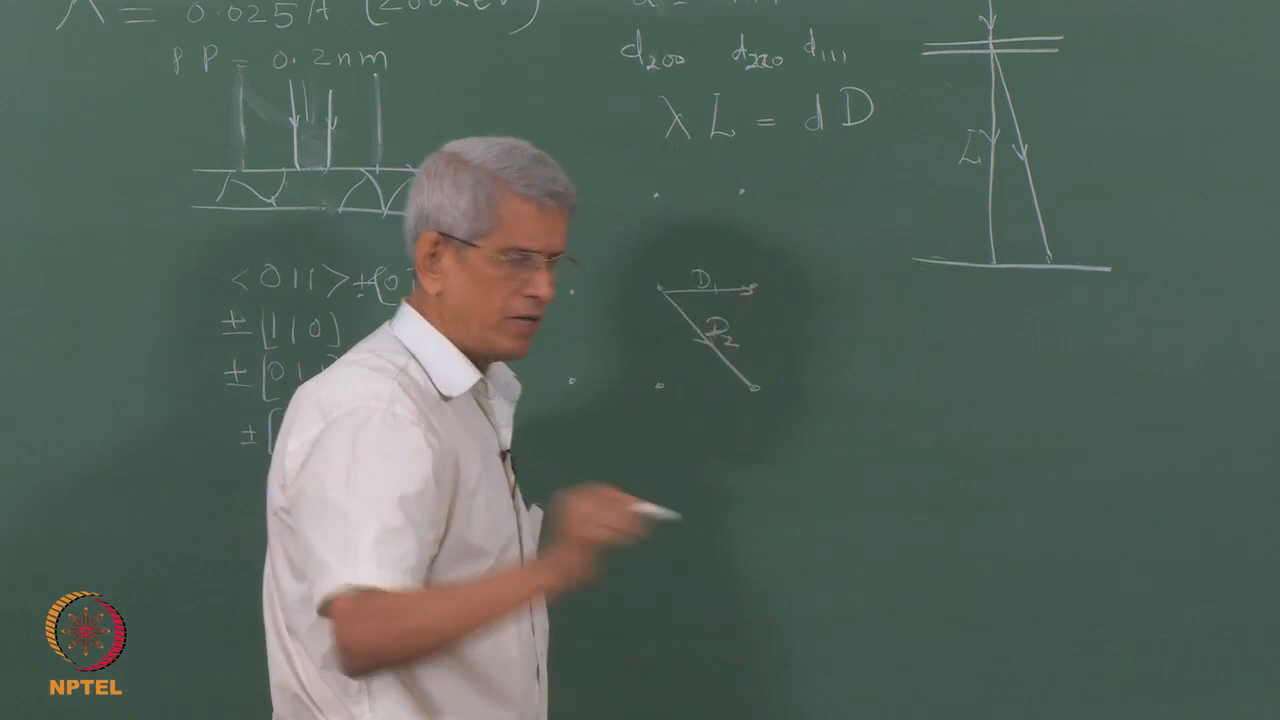 λ = 0.025Å (200keV)
PP = 0.2nm
d₂₀₀ d₂₂₀ d₁₁₁
λ L = d D
L
<011> ±[0
±[110]
±[01
±[
D₁
D₂
NPTEL